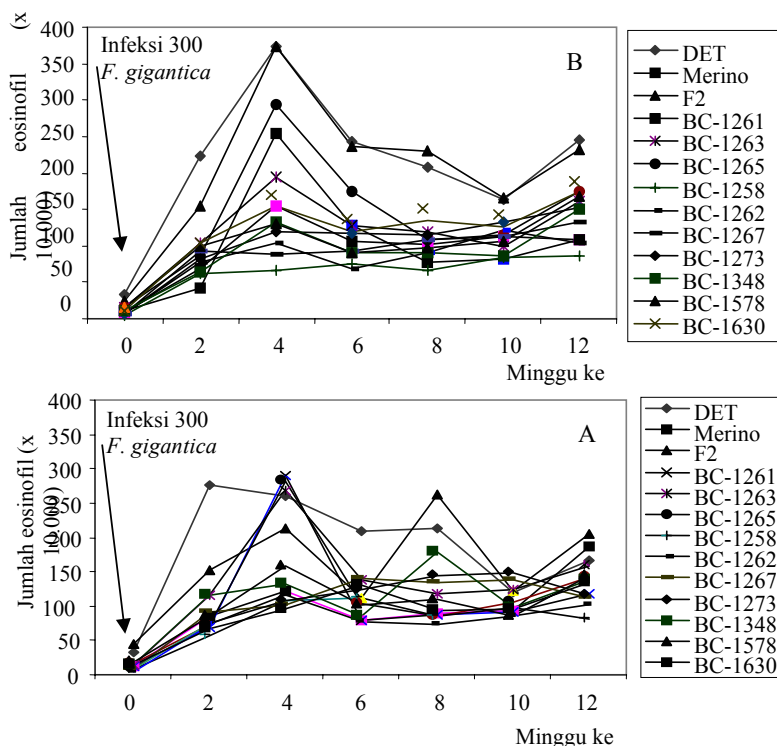 Jumlah eosinofil (x
10.000)
400
350
300
250
200
150
100
50
0
Infeksi 300
F. gigantica
B
0 2 4 6 8 10 12
Minggu ke
DET
Merino
F2
BC-1261
BC-1263
BC-1265
BC-1258
BC-1262
BC-1267
BC-1273
BC-1348
BC-1578
BC-1630
Jumlah eosinofil (x
10.000)
400
350
300
250
200
150
100
50
0
Infeksi 300
F. gigantica
A
0 2 4 6 8 10 12
Minggu ke
DET
Merino
F2
BC-1261
BC-1263
BC-1265
BC-1258
BC-1262
BC-1267
BC-1273
BC-1348
BC-1578
BC-1630